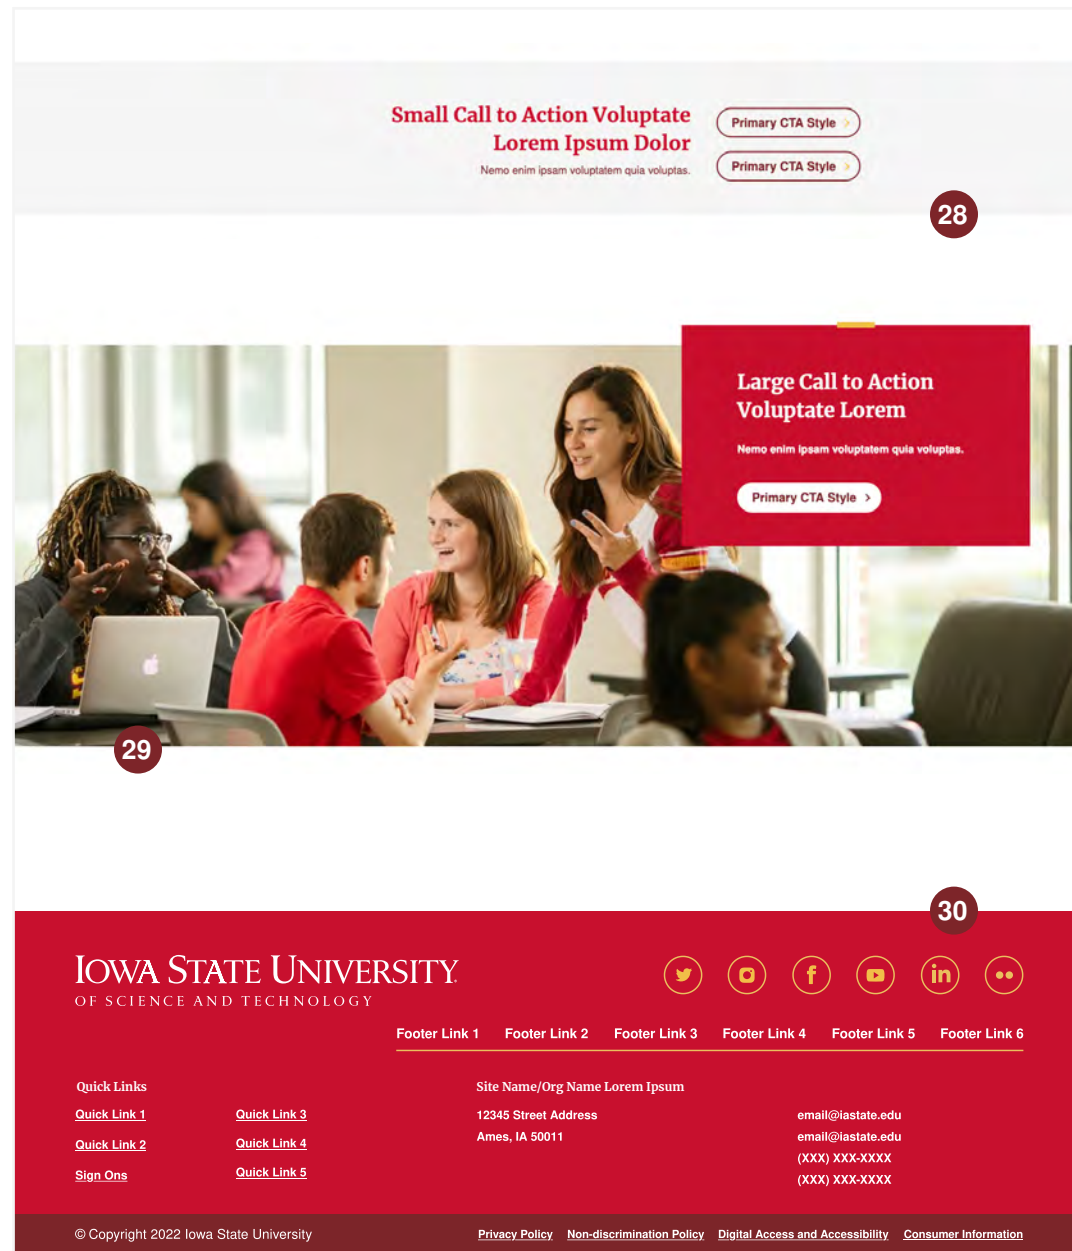 Small Call to Action Voluptate
Lorem Ipsum Dolor
Nemo enim ipsam voluptatem quia voluptas.
Primary CTA Style
Primary CTA Style
28
Large Call to Action
Voluptate Lorem
Nemo enim ipsam voluptatem quia voluptas.
Primary CTA Style
29
30
IOWA STATE UNIVERSITY.
OF SCIENCE AND TECHNOLOGY
Footer Link 1 Footer Link 2 Footer Link 3 Footer Link 4 Footer Link 5 Footer Link 6
Quick Links
Quick Link 1
Quick Link 2
Sign Ons
Quick Link 3
Quick Link 4
Quick Link 5
Site Name/Org Name Lorem Ipsum
12345 Street Address
Ames, IA 50011
email@iastate.edu
email@iastate.edu
(XXX) XXX-XXXX
(XXX) XXX-XXXX
© Copyright 2022 Iowa State University
Privacy Policy Non-discrimination Policy Digital Access and Accessibility Consumer Information